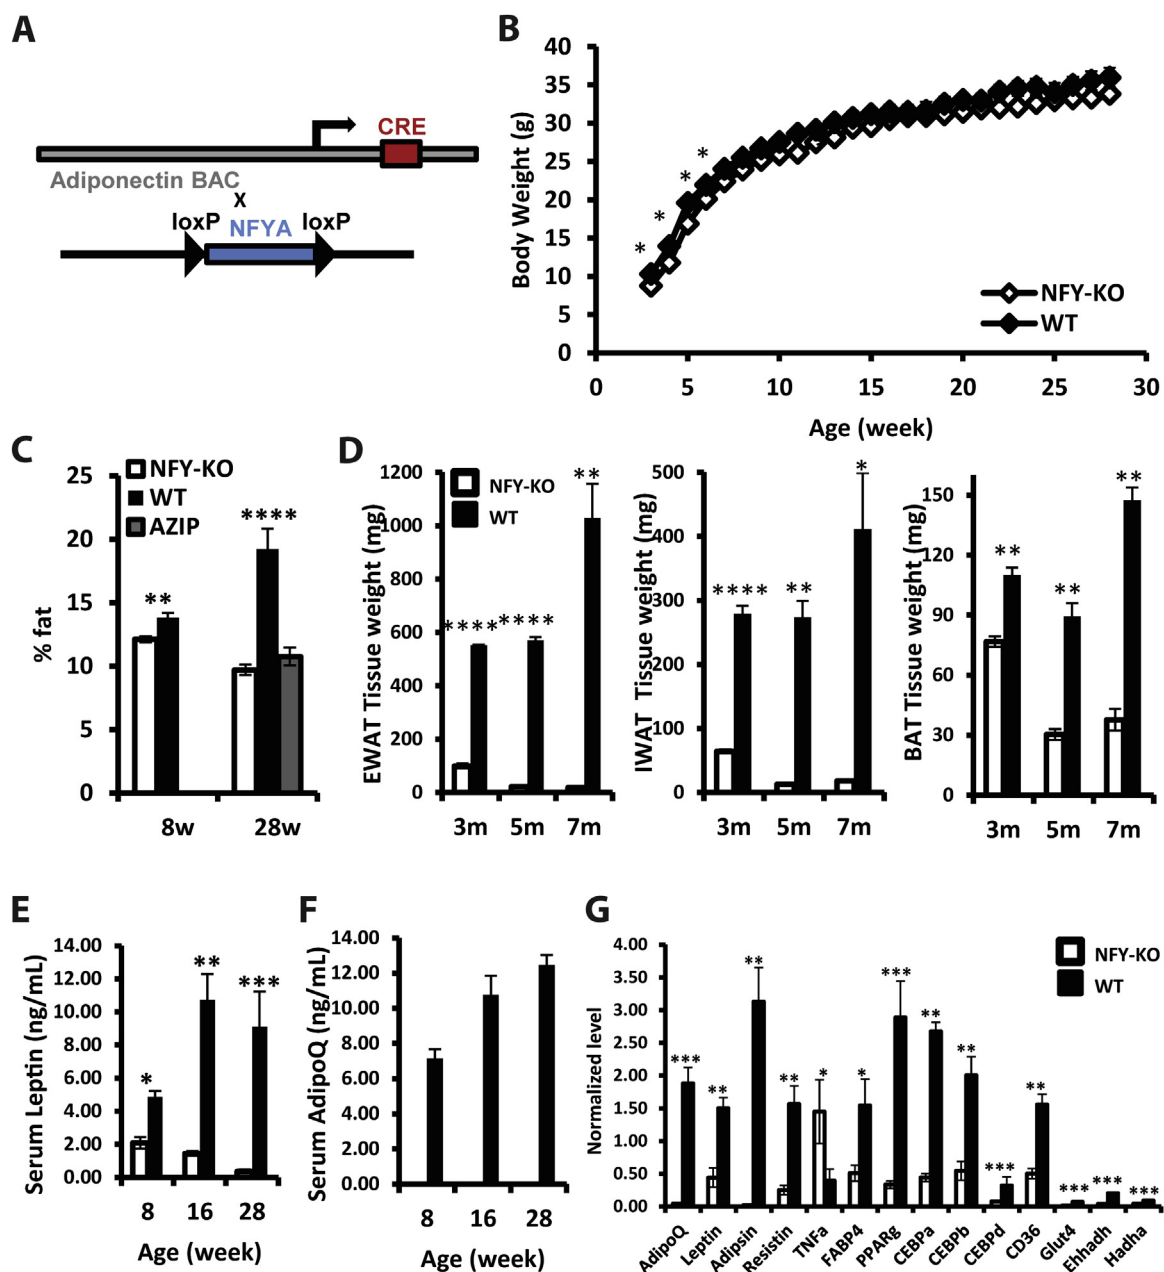 A
CRE
Adiponectin BAC
x
loxP NFYA loxP
B
40
35
30
25
20
15
10
5
0
Body Weight (g)
*
*
*
*
NFY-KO
WT
0 5 10 15 20 25 30
Age (week)
C
NFY-KO
WT
AZIP
25
20
15
10
5
0
% fat
**
****
8w 28w
D
1200
1000
800
600
400
200
0
EWAT Tissue weight (mg)
NFY-KO
WT
**** **** **
3m 5m 7m
500
400
300
200
100
0
IWAT Tissue weight (mg)
**** ** *
3m 5m 7m
150
120
90
60
30
0
BAT Tissue weight (mg)
** ** **
3m 5m 7m
E
14.00
12.00
10.00
8.00
6.00
4.00
2.00
0.00
Serum Leptin (ng/mL)
* ** ***
8 16 28
Age (week)
F
14.00
12.00
10.00
8.00
6.00
4.00
2.00
0.00
Serum AdipoQ (ng/mL)
8 16 28
Age (week)
G
4.00
3.50
3.00
2.50
2.00
1.50
1.00
0.50
0.00
Normalized level
NFY-KO
WT
*** ** ** ** * * *** ** ** *** ** *** *** ***
AdipoQ
Leptin
Adipsin
Resistin
TNFa
FABP4
PPARg
CEBPa
CEBPb
CEBPd
CD36
Glut4
Ehhadh
Hadha